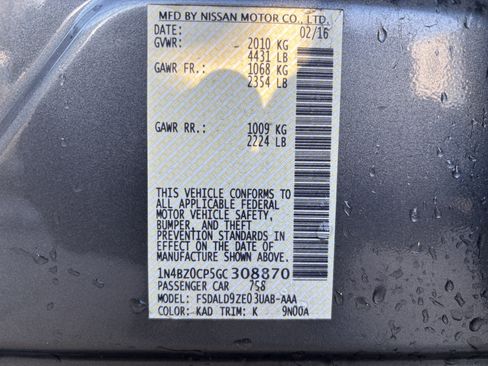 MFD BY NISSAN MOTOR CO., LTD.
DATE: 02/16
GVWR: 2010 KG
4431 LB
GAWR FR.: 1068 KG
2354 LB
GAWR RR.: 1009 KG
2224 LB
THIS VEHICLE CONFORMS TO
ALL APPLICABLE FEDERAL
MOTOR VEHICLE SAFETY,
BUMPER, AND THEFT
PREVENTION STANDARDS
IN EFFECT ON THE DATE OF
MANUFACTURE SHOWN
ABOVE.
1N4BZ0CP5GC308870
PASSENGER CAR 758
MODEL: FSDALD9ZE03UAB-AAA
COLOR: KAD TRIM: K 9N00A